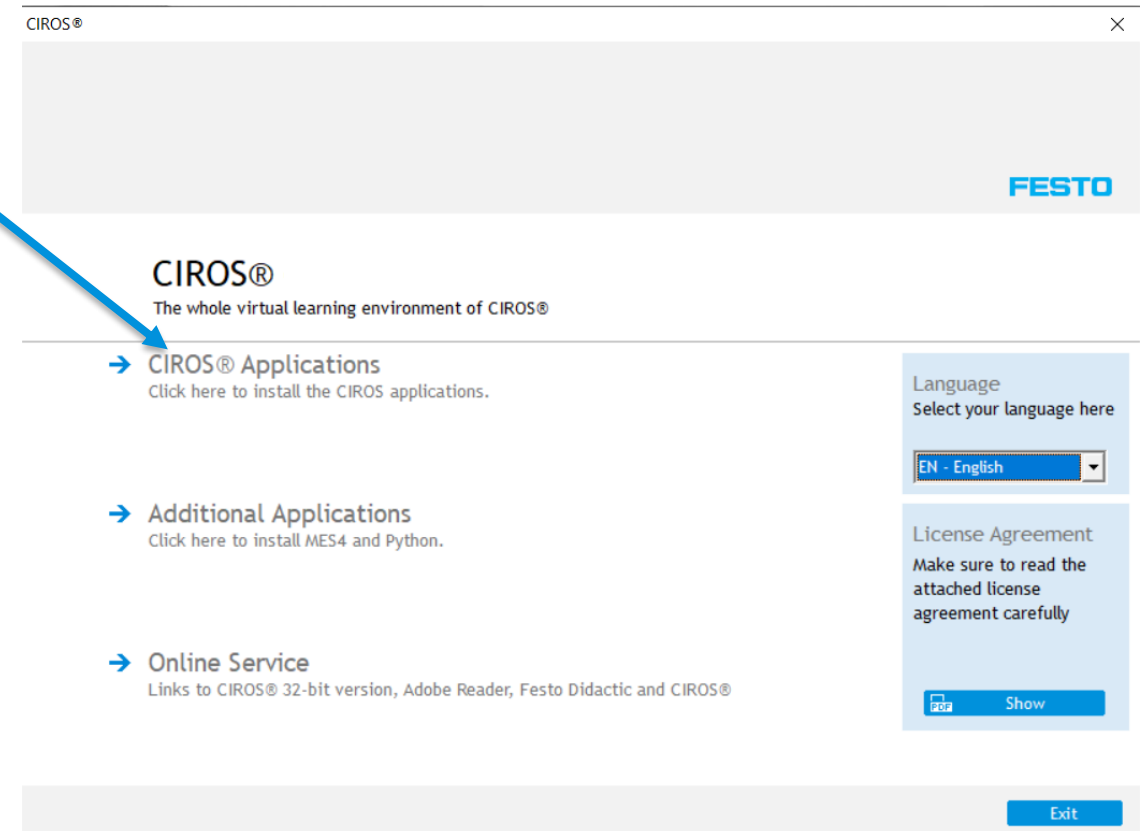 CIROS®
FESTO
CIROS®
The whole virtual learning environment of CIROS®
CIROS® Applications
Click here to install the CIROS applications.
Additional Applications
Click here to install MES4 and Python.
Online Service
Links to CIROS® 32-bit version, Adobe Reader, Festo Didactic and CIROS®
Language
Select your language here
EN - English
License Agreement
Make sure to read the
attached license
agreement carefully
PDF
Show
Exit